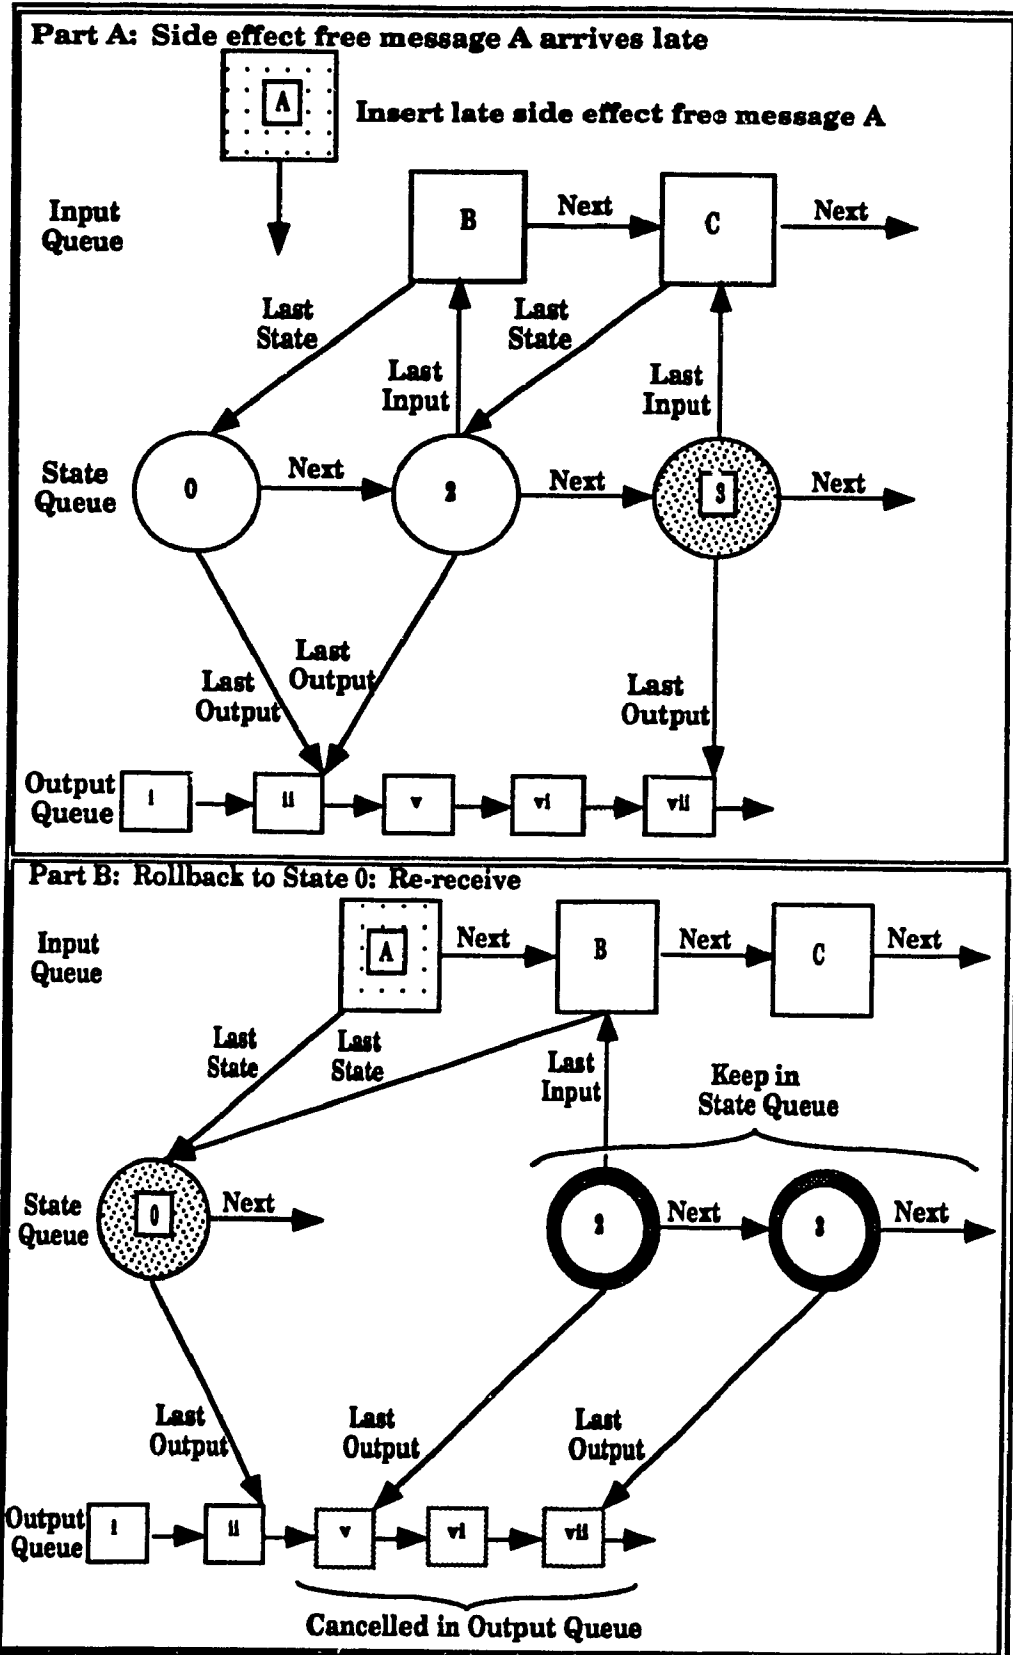 Part A: Side effect free message A arrives late
A
Insert late side effect free message A
Input
Queue
B
Next
C
Next
Last
State
Last
State
Last
Input
Last
Input
State
Queue
0
Next
2
Next
3
Next
Last
Output
Last
Output
Last
Output
Output
Queue
i
ii
v
vi
vii
Part B: Rollback to State 0: Re-receive
Input
Queue
A
Next
B
Next
C
Next
Last
State
Last
State
Last
Input
Keep in
State Queue
State
Queue
0
Next
2
Next
3
Next
Last
Output
Last
Output
Last
Output
Output
Queue
i
ii
v
vi
vii
Cancelled in Output Queue